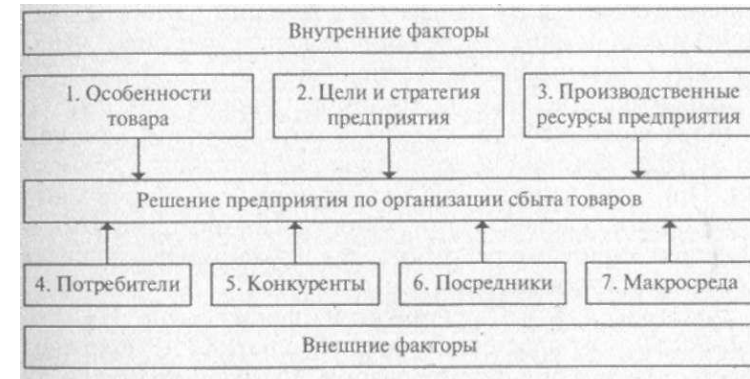 Внутренние факторы
1. Особенности
товара
2. Цели и стратегия
предприятия
3. Производственные
ресурсы предприятия
Решение предприятия по организации сбыта товаров
4. Потребители
5. Конкуренты
6. Посредники
7. Макросреда
Внешние факторы